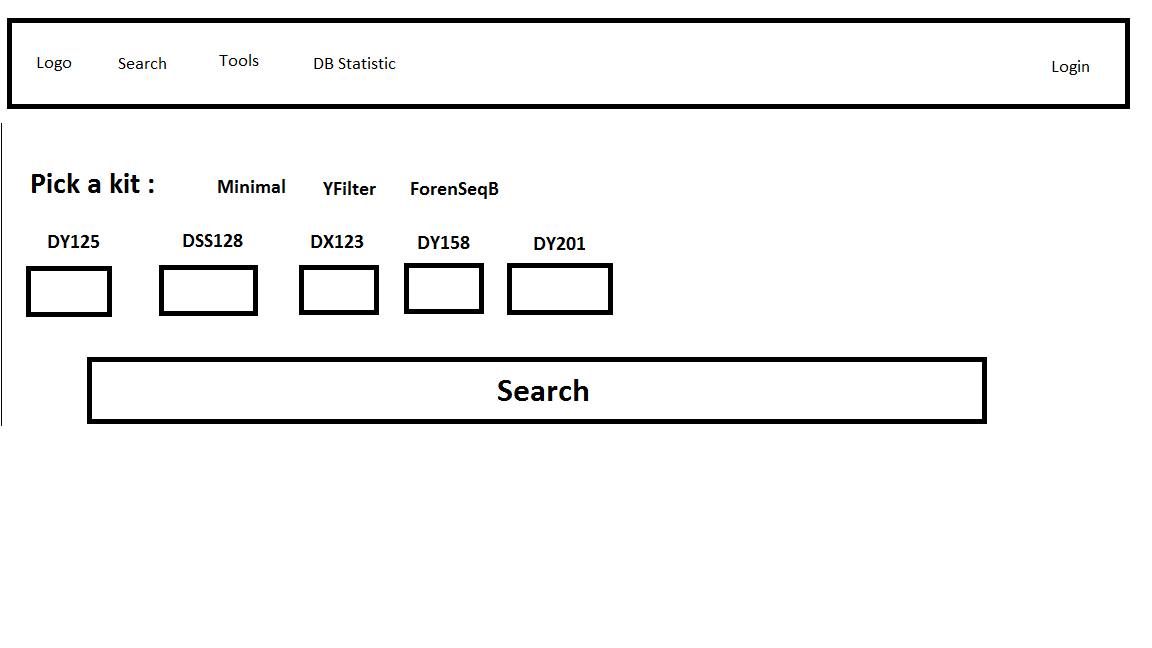 Logo Search Tools DB Statistic Login
Pick a kit : Minimal YFilter ForenSeqB
DY125 DSS128 DX123 DY158 DY201
Search